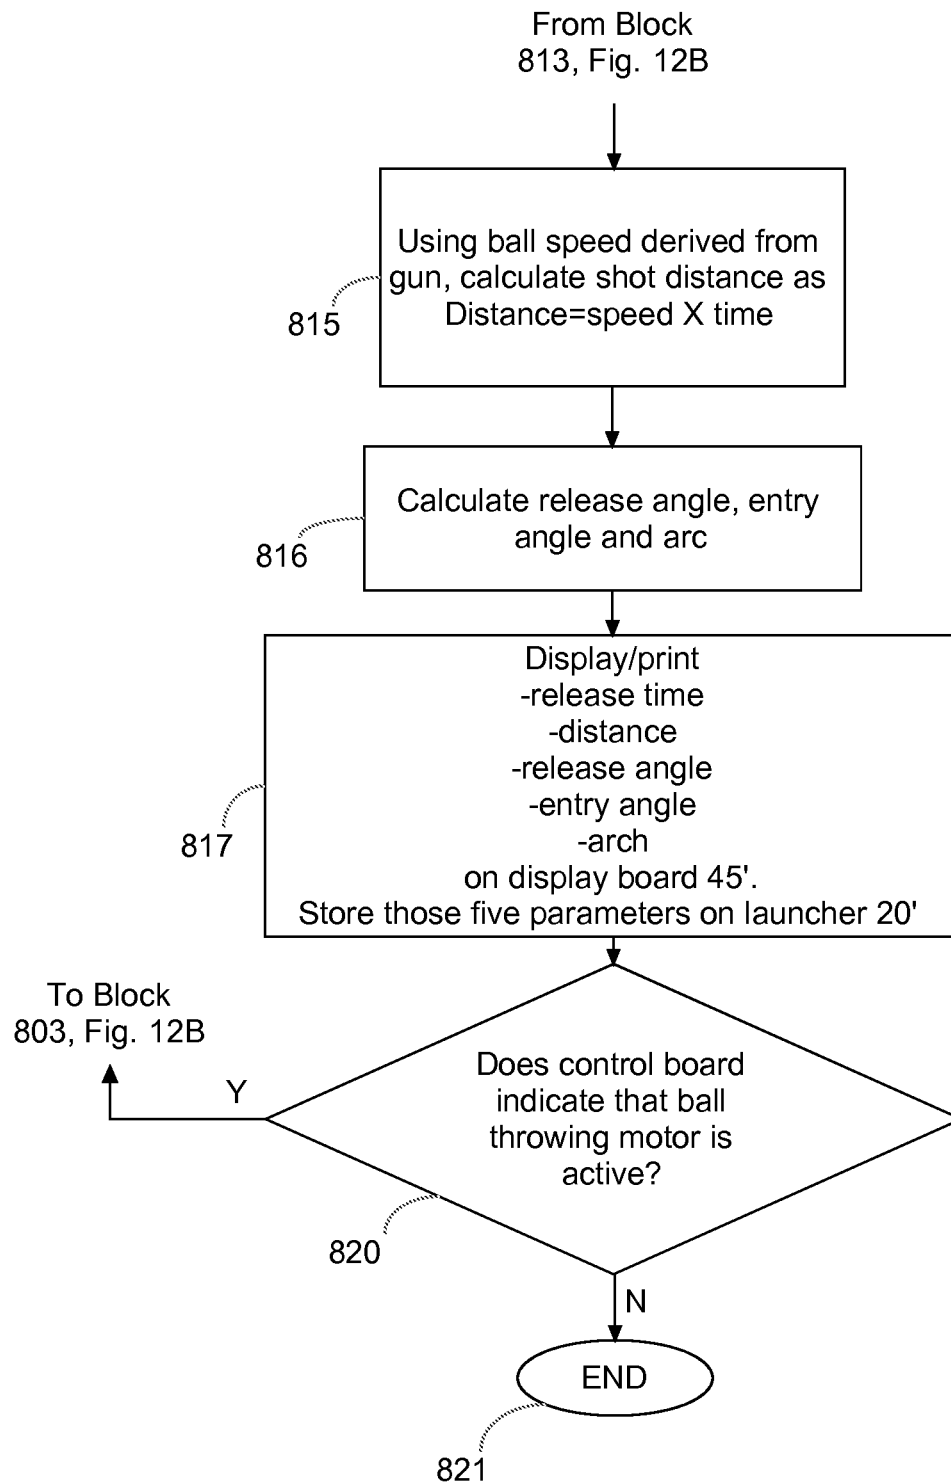 From Block
813, Fig. 12B
Using ball speed derived from
gun, calculate shot distance as
Distance=speed X time
815
Calculate release angle, entry
angle and arc
816
Display/print
-release time
-distance
-release angle
-entry angle
-arch
on display board 45'.
Store those five parameters on launcher 20'
817
To Block
803, Fig. 12B
Y
Does control board
indicate that ball
throwing motor is
active?
820
N
END
821